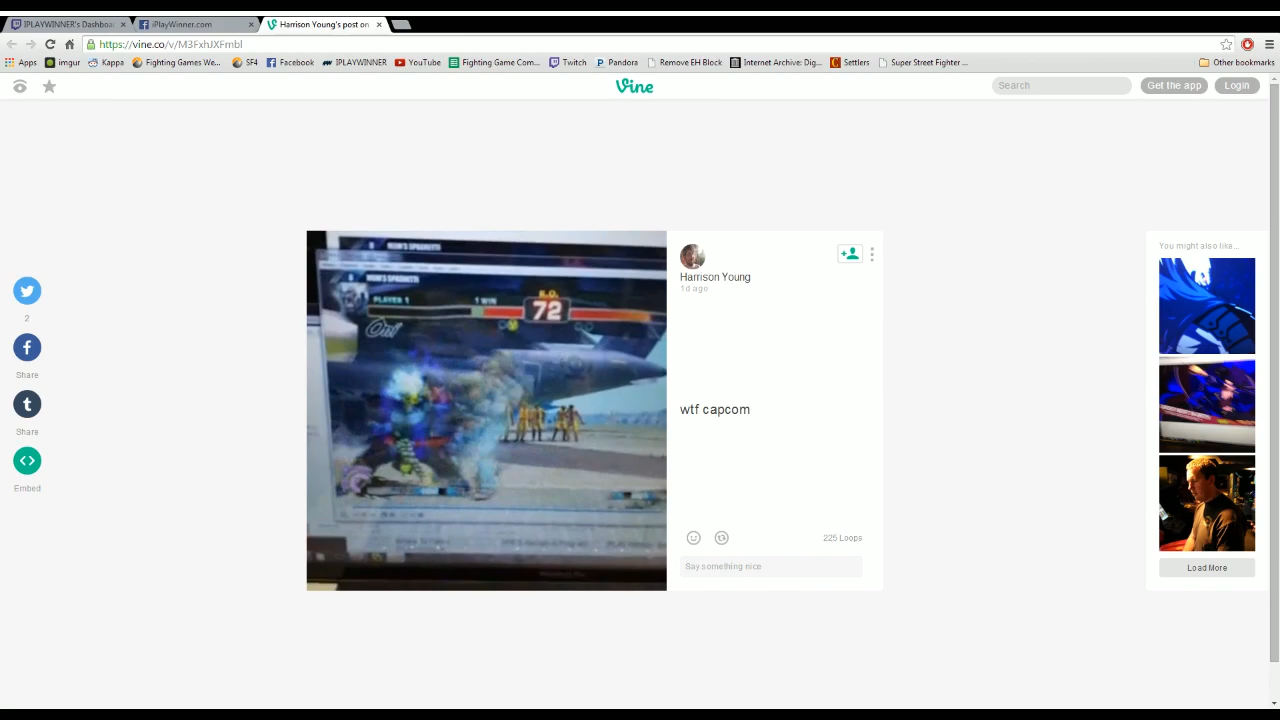 IPLAYWINNER's Dashboa
iPlayWinner.com
Harrison Young's post on
https://vine.co/v/M3FxhJXFmbl
Apps imgur Kappa Fighting Games We... SF4 Facebook IPLAYWINNER YouTube Fighting Game Com... Twitch Pandora Remove EH Block Internet Archive: Dig... Settlers Super Street Fighter ... Other bookmarks
Vine
Search
Get the app
Login
2
Share
Share
Embed
PLAYER 1
1 WIN
K.O.
72
Oni
Harrison Young
1d ago
wtf capcom
225 Loops
Say something nice
You might also like...
Load More